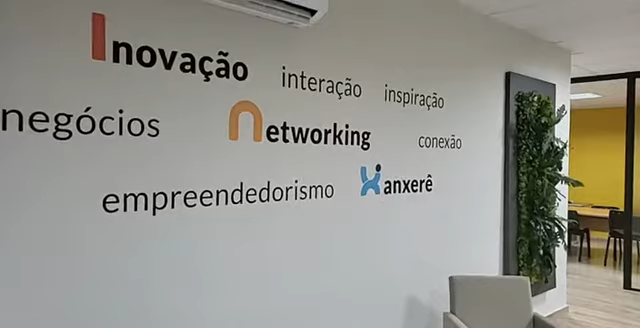 Inovação interação inspiração
negócios networking conexão
empreendedorismo Xanxerê